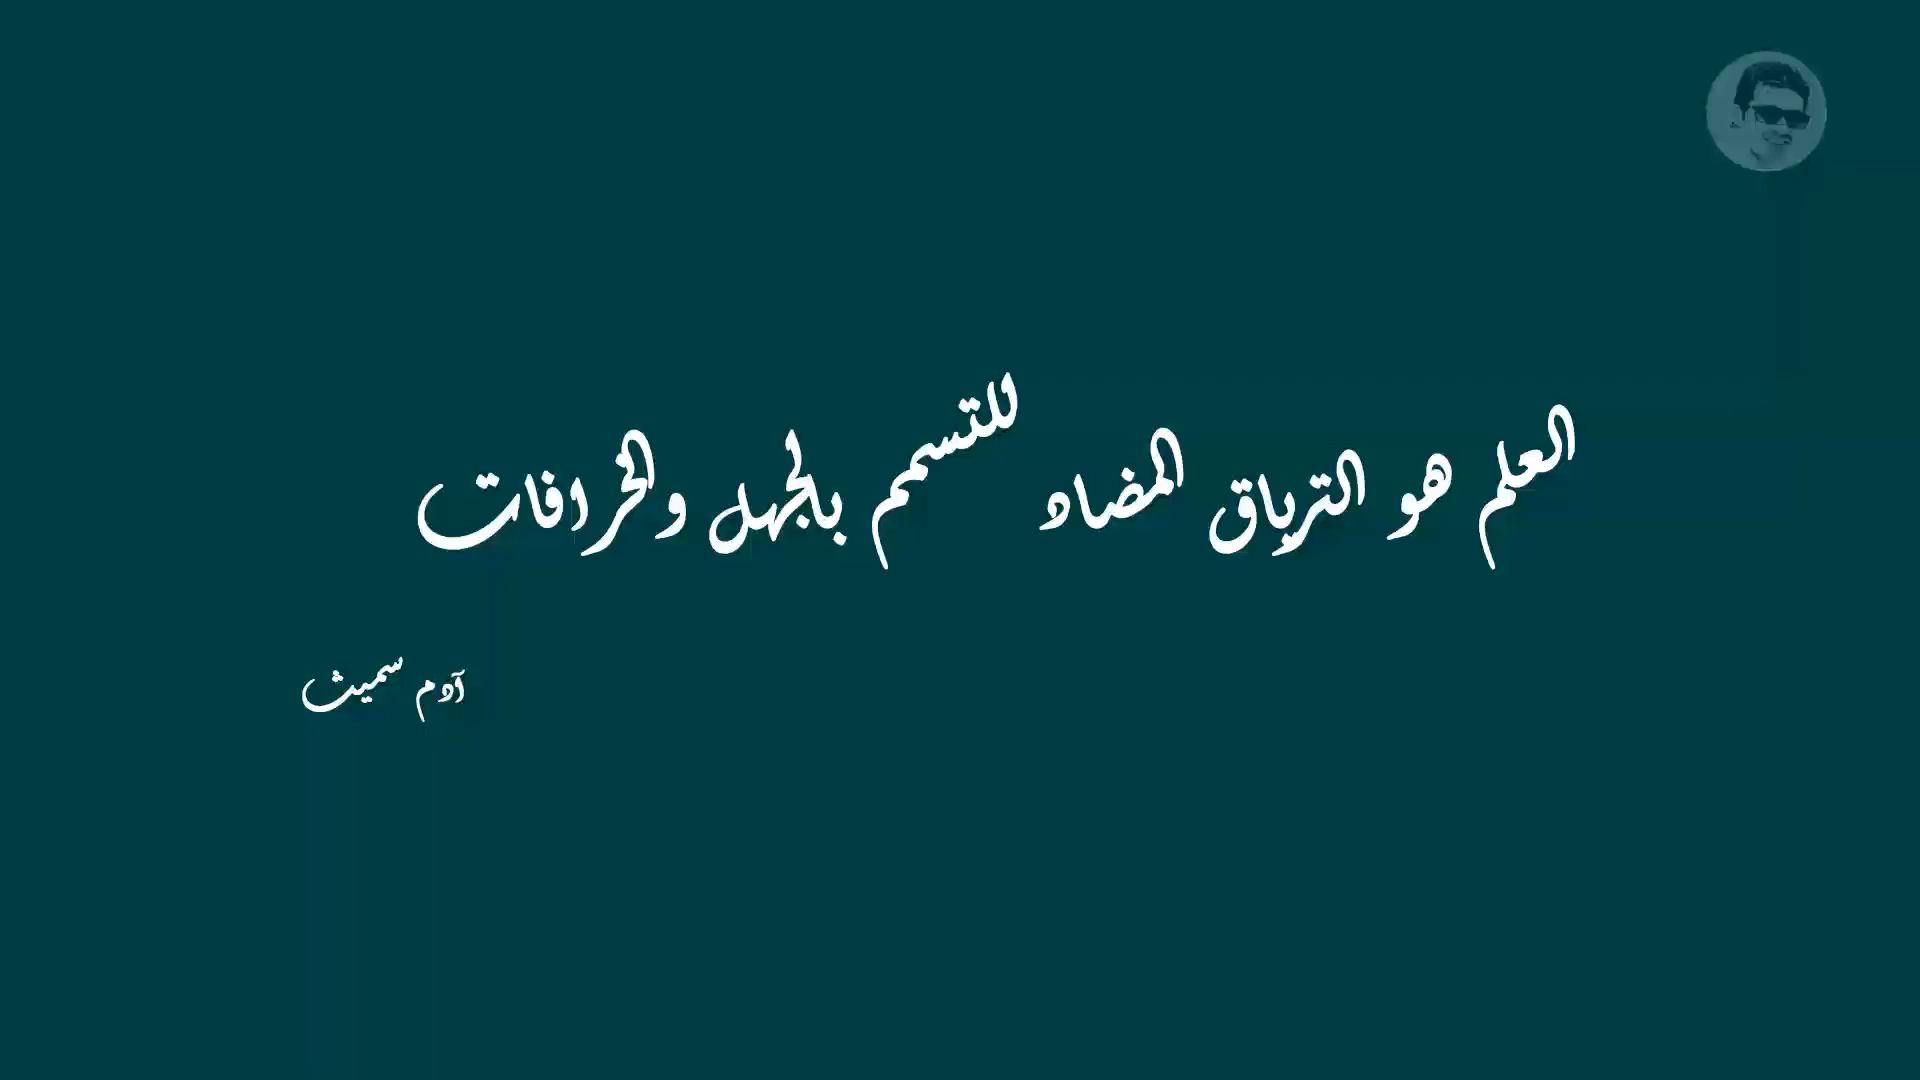 العلم هو الترياق المضاد للتسمم بالجهل والخرافات
آدم سميث